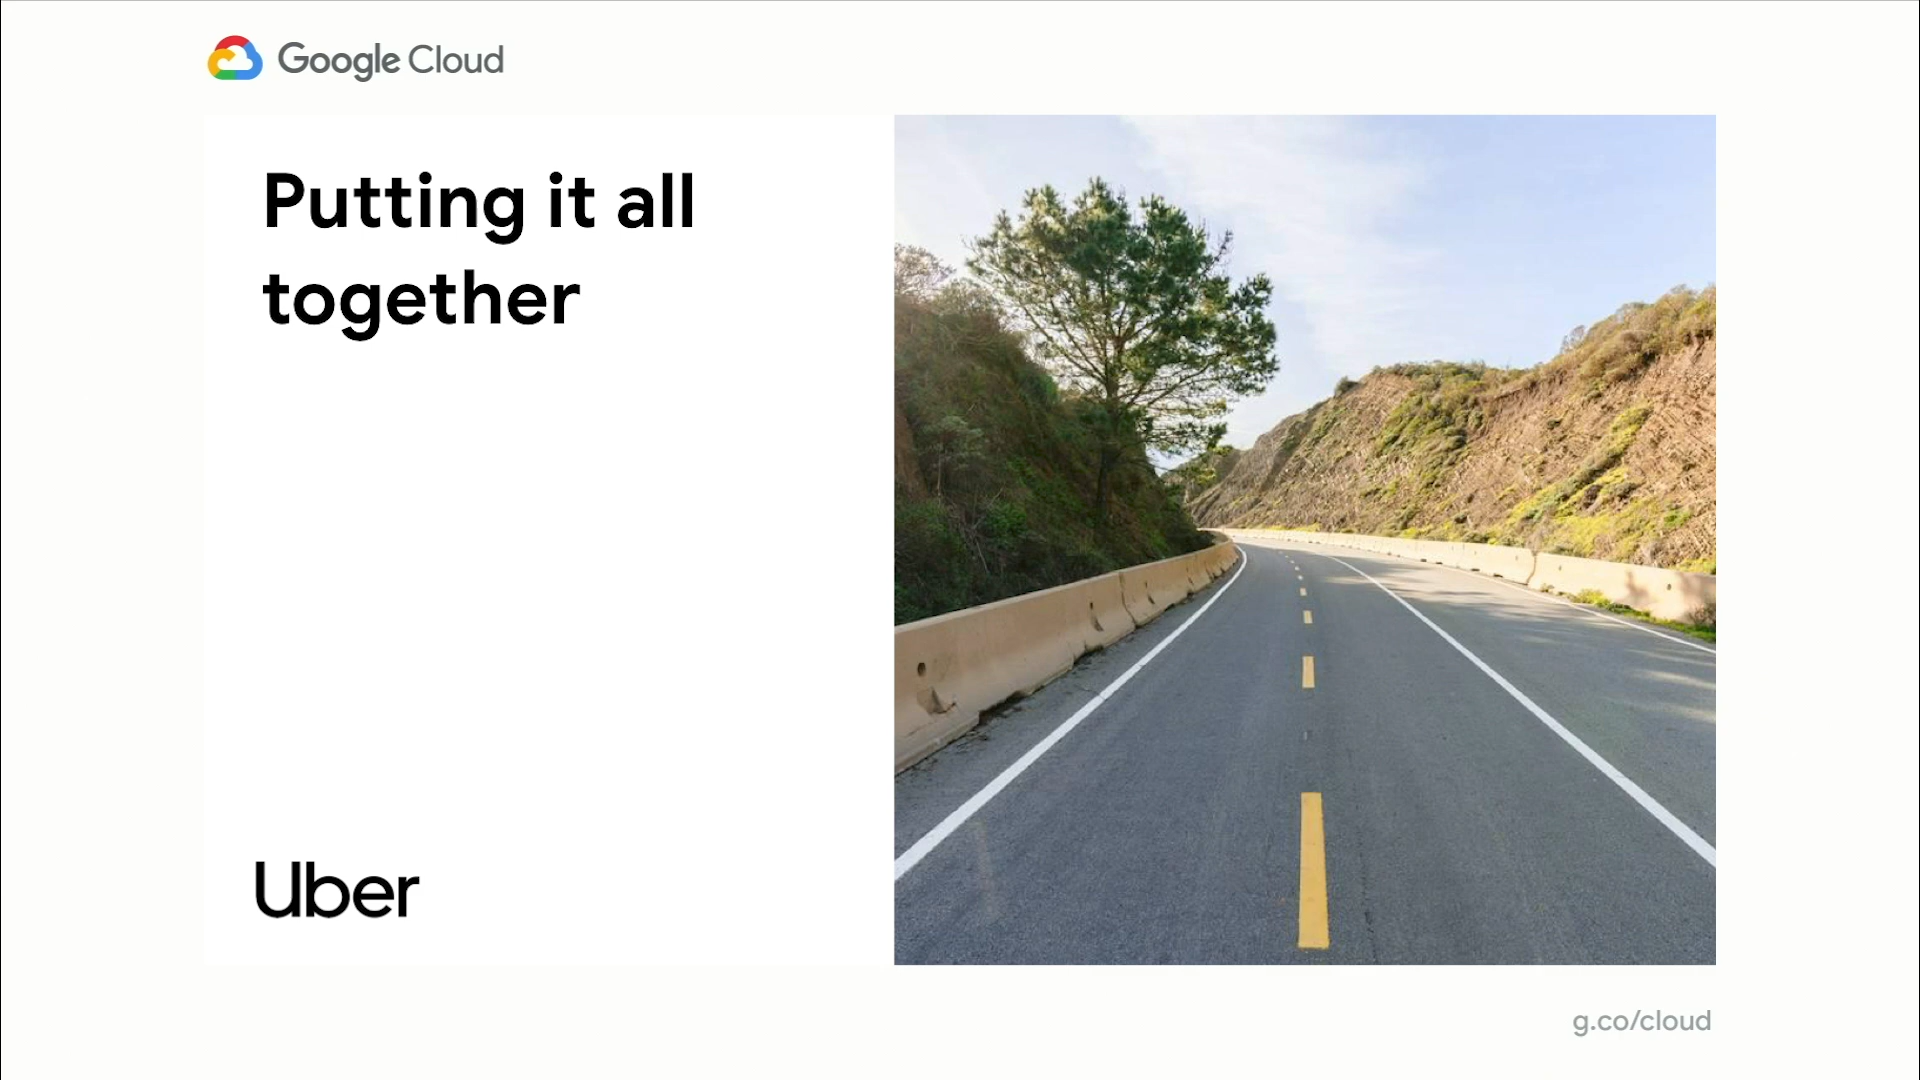 Google Cloud
Putting it all
together
Uber
g.co/cloud